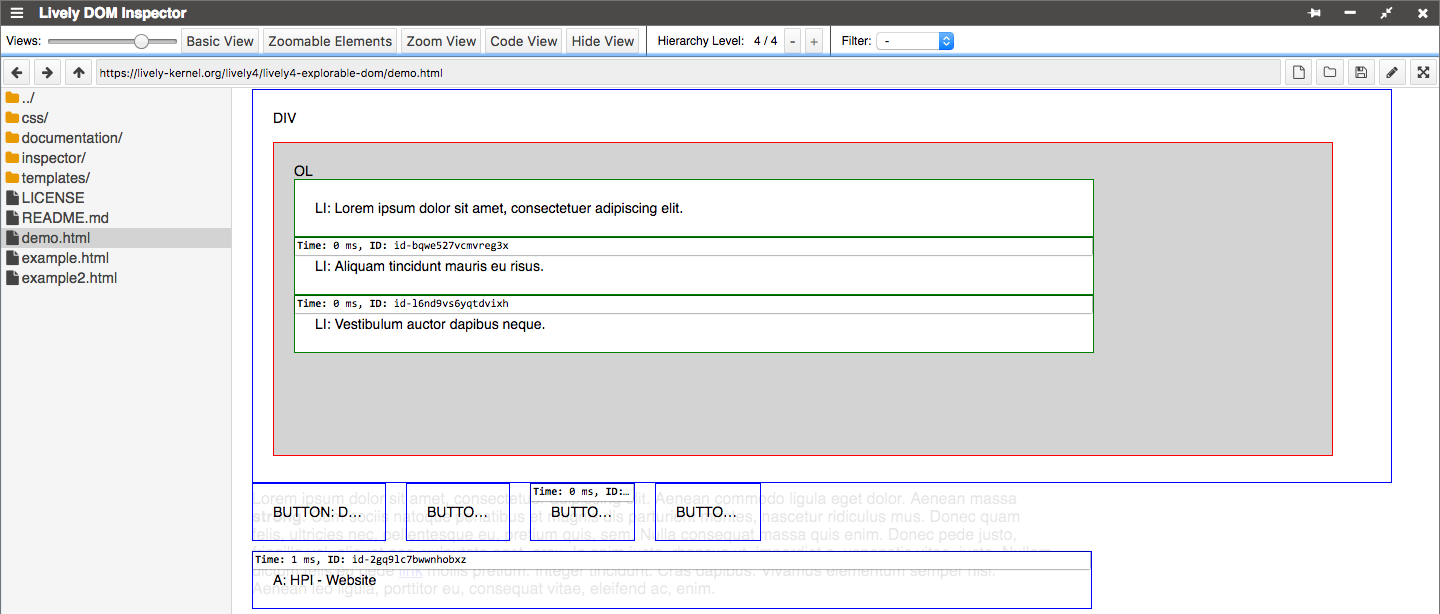 Lively DOM Inspector
Views: Basic View Zoomable Elements Zoom View Code View Hide View Hierarchy Level: 4 / 4 - + Filter: -
https://lively-kernel.org/lively4/lively4-explorable-dom/demo.html
../
css/
documentation/
inspector/
templates/
LICENSE
README.md
demo.html
example.html
example2.html
DIV
OL
LI: Lorem ipsum dolor sit amet, consectetuer adipiscing elit.
Time: 0 ms, ID: id-bqwe527vcmvreg3x
LI: Aliquam tincidunt mauris eu risus.
Time: 0 ms, ID: id-l6nd9vs6yqtdvixh
LI: Vestibulum auctor dapibus neque.
Time: 0 ms, ID:...
Lorem ipsum dolor sit amet, consectetuer elit. Aenean commodo ligula eget dolor. Aenean massa
BUTTON: D... BUTTO... BUTTO... BUTTO...
strong. Cum sociis natoque penatibus et magnis dis parturient montes, nascetur ridiculus mus. Donec quam
felis, ultricies nec, pellentesque eu, pretium quis, sem. Nulla consequat massa quis enim. Donec pede justo,
Time: 1 ms, ID: id-2gq9lc7bwwnhobxz
link mollis pretium. Integer tincidunt. Cras dapibus. Vivamus elementum semper nisi.
A: HPI - Website
Aenean leo ligula, porttitor eu, consequat vitae, eleifend ac, enim.